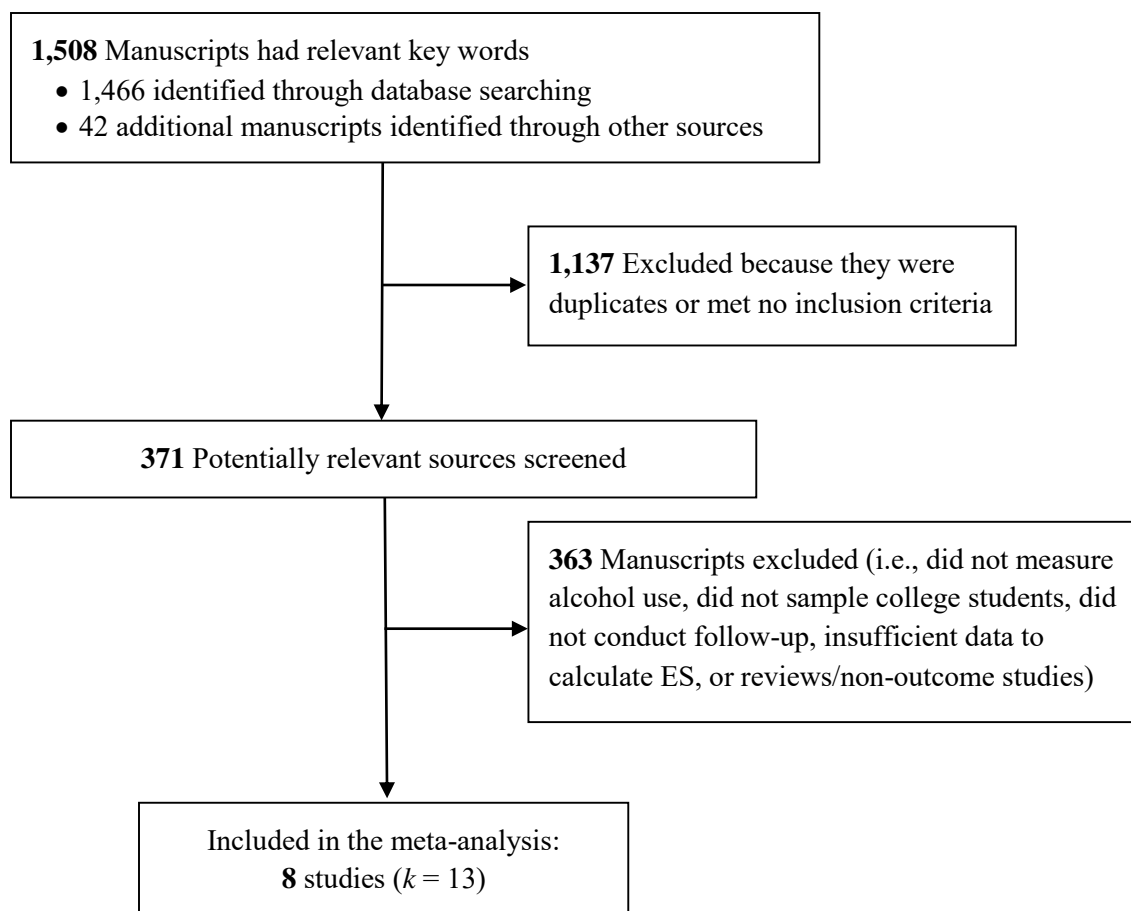 1,508 Manuscripts had relevant key words
• 1,466 identified through database searching
• 42 additional manuscripts identified through other sources
1,137 Excluded because they were
duplicates or met no inclusion criteria
371 Potentially relevant sources screened
363 Manuscripts excluded (i.e., did not measure
alcohol use, did not sample college students, did
not conduct follow-up, insufficient data to
calculate ES, or reviews/non-outcome studies)
Included in the meta-analysis:
8 studies (k = 13)